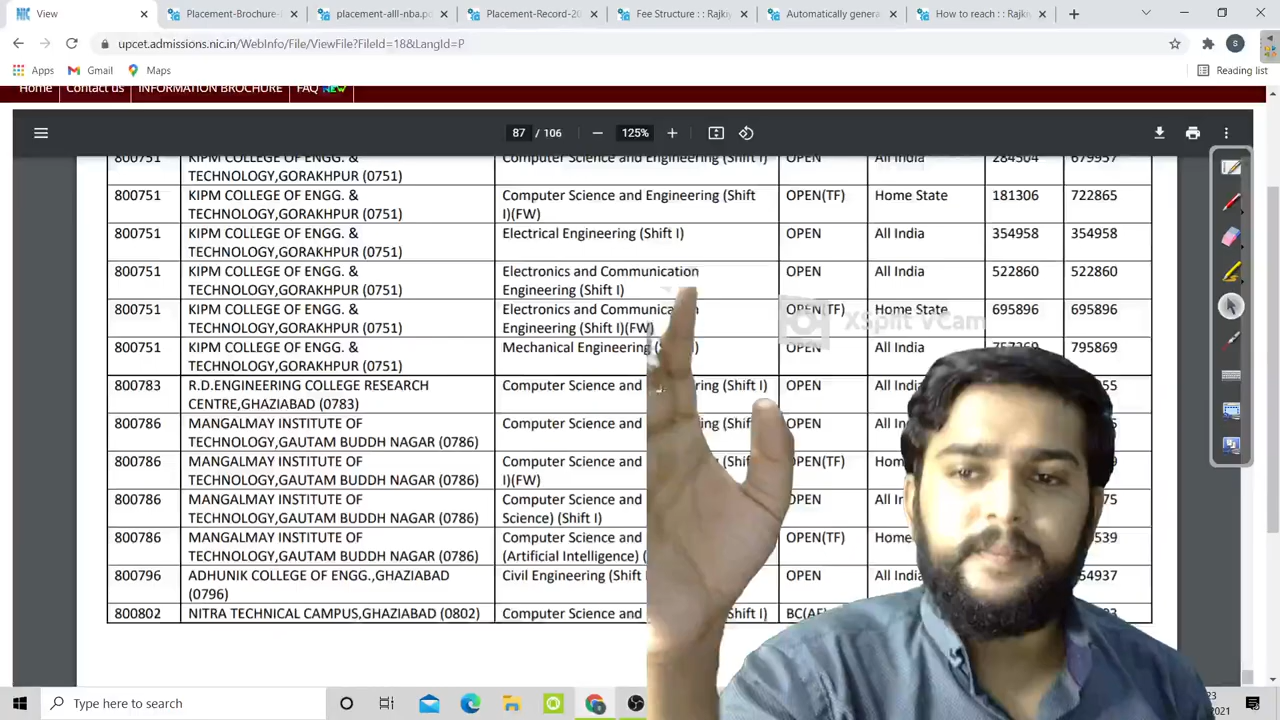 View
Placement-Brochure-
placement-alll-nba.po
Placement-Record-20
Fee Structure : : Rajki
Automatically genera
How to reach : : Rajki
upcet.admissions.nic.in/WebInfo/File/ViewFile?FileId=18&LangId=P
S
Apps
Gmail
Maps
Reading list
Home
Contact us
INFORMATION BROCHURE
FAQ NEW
87 / 106
125%
800751 KIPM COLLEGE OF ENGG. & Computer Science and Engineering (Shift I) OPEN All India 284504 679957
TECHNOLOGY,GORAKHPUR (0751)
800751 KIPM COLLEGE OF ENGG. & Computer Science and Engineering (Shift OPEN(TF) Home State 181306 722865
TECHNOLOGY,GORAKHPUR (0751) I)(FW)
800751 KIPM COLLEGE OF ENGG. & Electrical Engineering (Shift I) OPEN All India 354958 354958
TECHNOLOGY,GORAKHPUR (0751)
800751 KIPM COLLEGE OF ENGG. & Electronics and Communication OPEN All India 522860 522860
TECHNOLOGY,GORAKHPUR (0751) Engineering (Shift I)
800751 KIPM COLLEGE OF ENGG. & Electronics and Communication OPEN(TF) Home State 695896 695896
TECHNOLOGY,GORAKHPUR (0751) Engineering (Shift I)(FW)
XSplit VCam
800751 KIPM COLLEGE OF ENGG. & Mechanical Engineering OPEN All India 795869
TECHNOLOGY,GORAKHPUR (0751)
800783 R.D.ENGINEERING COLLEGE RESEARCH Computer Science and (Shift I) OPEN All
CENTRE,GHAZIABAD (0783)
800786 MANGALMAY INSTITUTE OF Computer Science and OPEN All
TECHNOLOGY,GAUTAM BUDDH NAGAR (0786)
800786 MANGALMAY INSTITUTE OF Computer Science and
TECHNOLOGY,GAUTAM BUDDH NAGAR (0786) I)(FW)
800786 MANGALMAY INSTITUTE OF Computer Science and OPEN All
TECHNOLOGY,GAUTAM BUDDH NAGAR (0786) Science) (Shift I)
800786 MANGALMAY INSTITUTE OF Computer Science and OPEN(TF)
TECHNOLOGY,GAUTAM BUDDH NAGAR (0786) (Artificial Intelligence)
800796 ADHUNIK COLLEGE OF ENGG.,GHAZIABAD Civil Engineering (Shift OPEN All India
(0796)
800802 NITRA TECHNICAL CAMPUS,GHAZIABAD (0802) Computer Science and
Type here to search